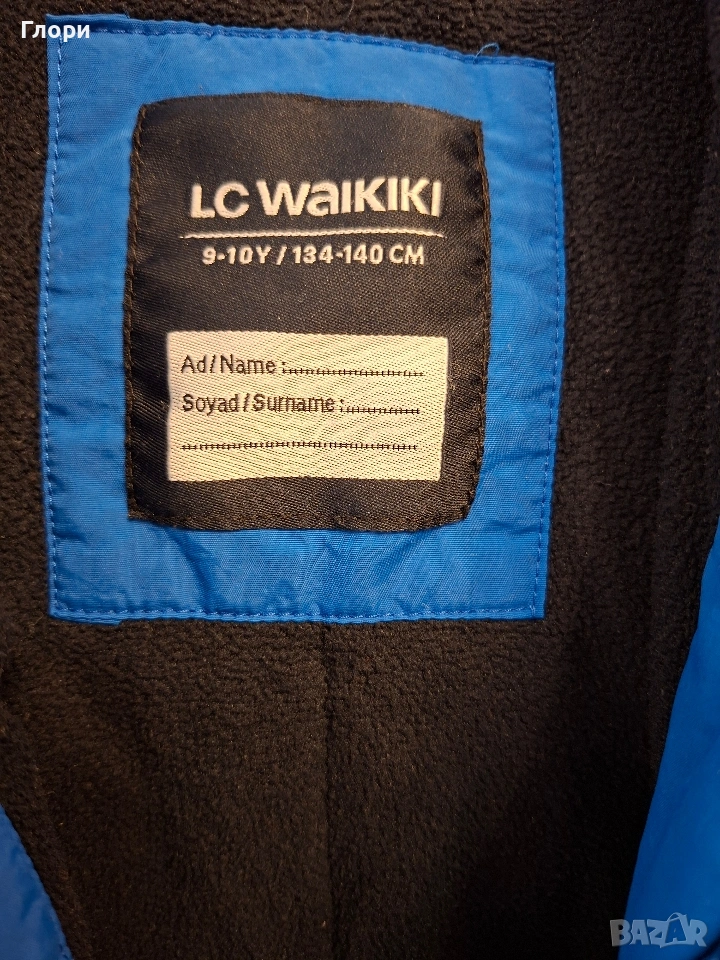 Глори
LC WAIKIKI
9-10Y / 134-140 CM
Ad/Name :....................
Soyad/Surname :...........
..................................
BAZAR